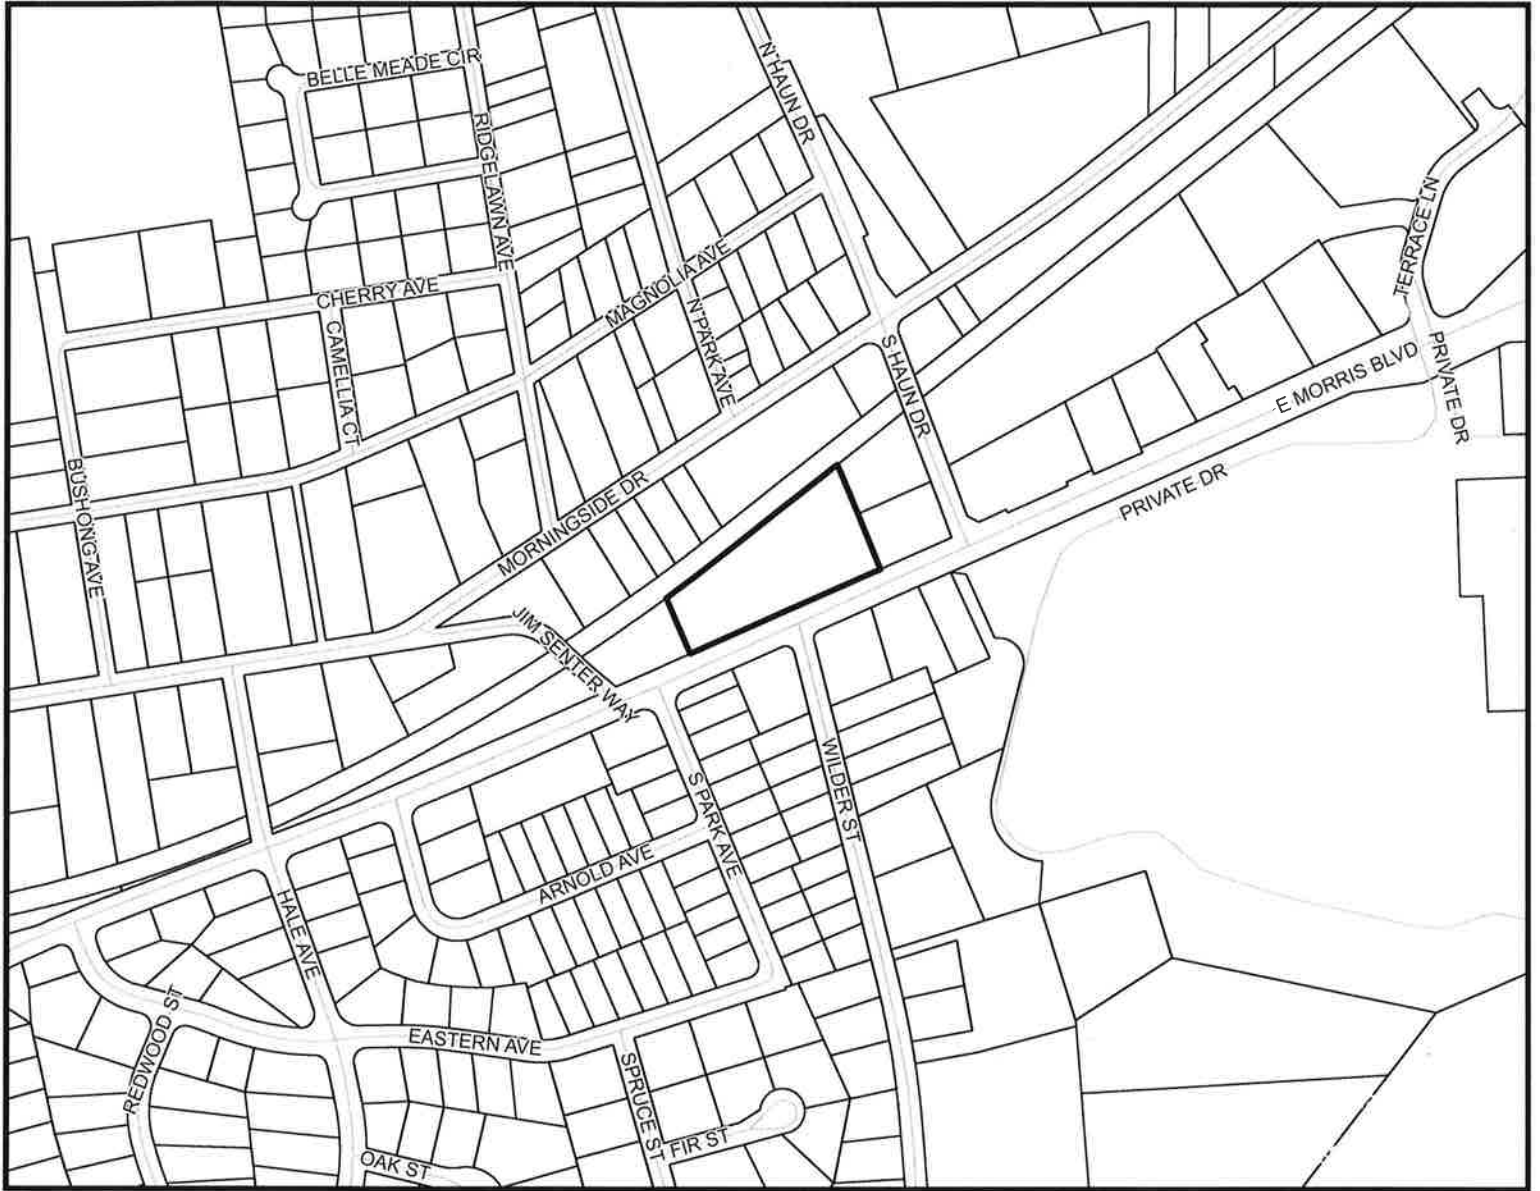 BELLE MEADE CIR
N HAUN DR
RIDGELAWN AVE
TERRACE LN
MAGNOLIA AVE
CHERRY AVE
N PARK AVE
CAMELLIA CT
S HAUN DR
PRIVATE DR
E MORRIS BLVD
BUSHONG AVE
MORNINGSIDE DR
PRIVATE DR
JIM SENTER WAY
WILDER ST
S PARK AVE
ARNOLD AVE
HALE AVE
REDWOOD ST
EASTERN AVE
SPRUCE ST
FIR ST
OAK ST